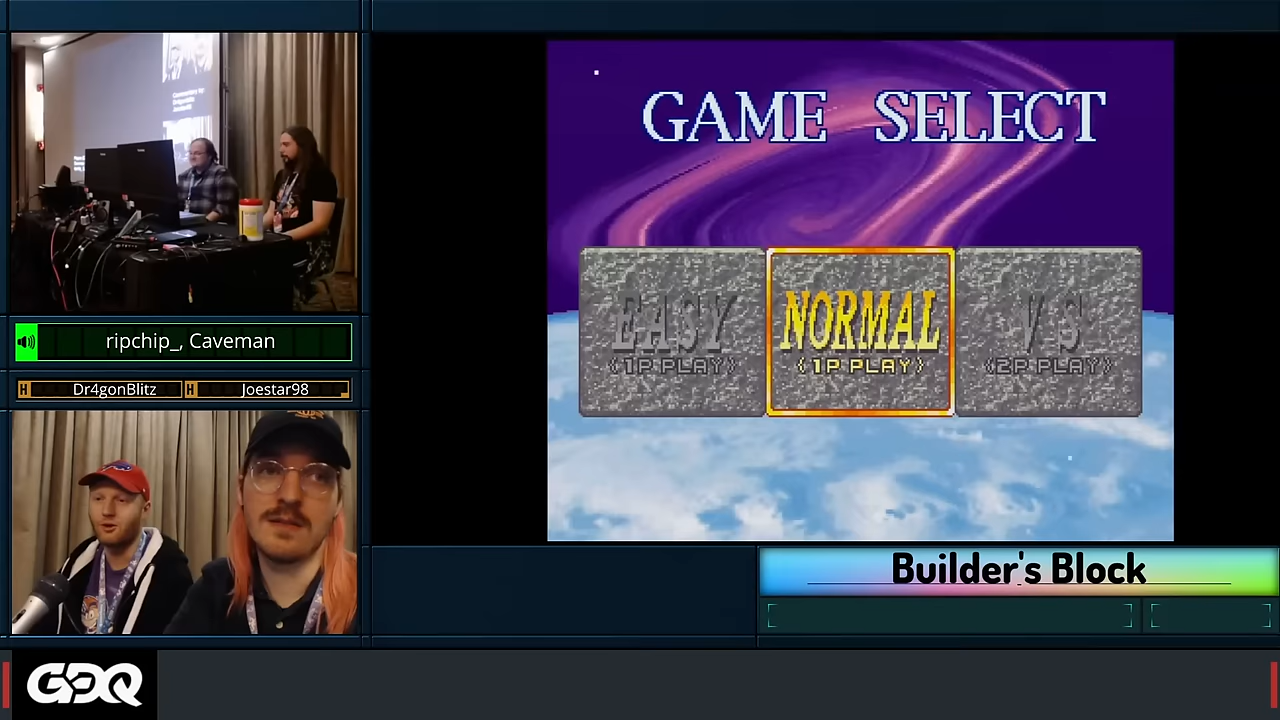 GAME SELECT
EASY
NORMAL
VS
(1P PLAY)
(1P PLAY)
(2P PLAY)
ripchip_, Caveman
H Dr4gonBlitz
H Joestar98
Builder's Block
GDQ